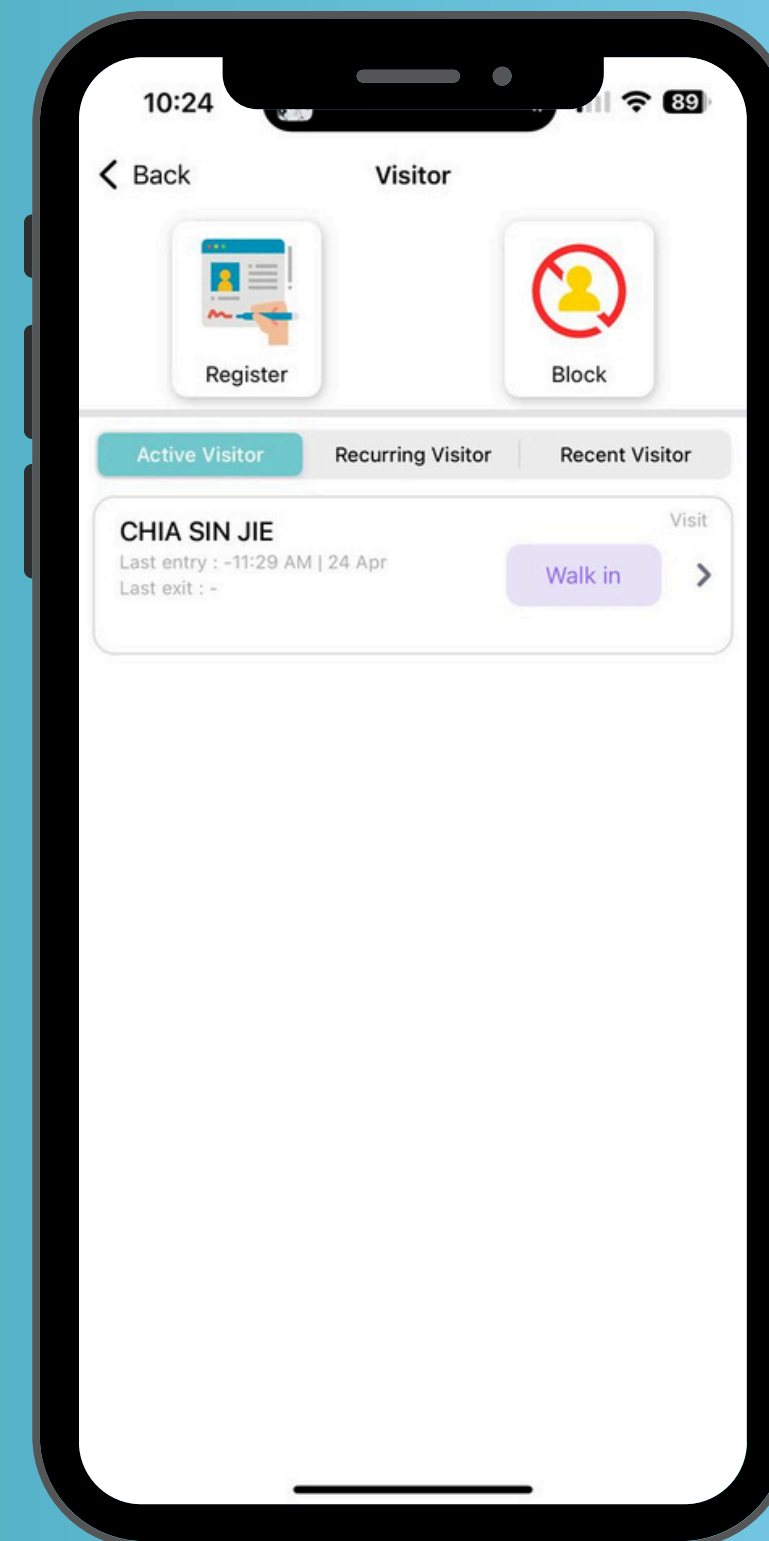 10:24
89
Back
Visitor
Register
Block
Active Visitor
Recurring Visitor
Recent Visitor
CHIA SIN JIE
Visit
Last entry : -11:29 AM | 24 Apr
Walk in
Last exit : -